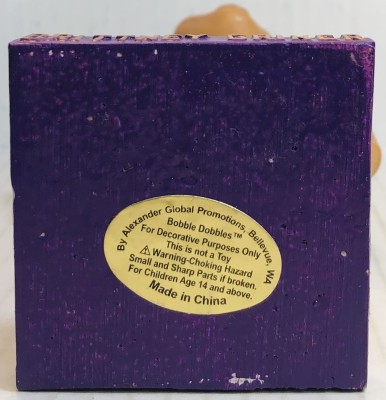 By Alexander Global Promotions, Bellevue, WA
Bobble Dobbles™
For Decorative Purposes Only
This is not a Toy
⚠Warning-Choking Hazard
Small and Sharp Parts if broken.
For Children Age 14 and above.
Made in China